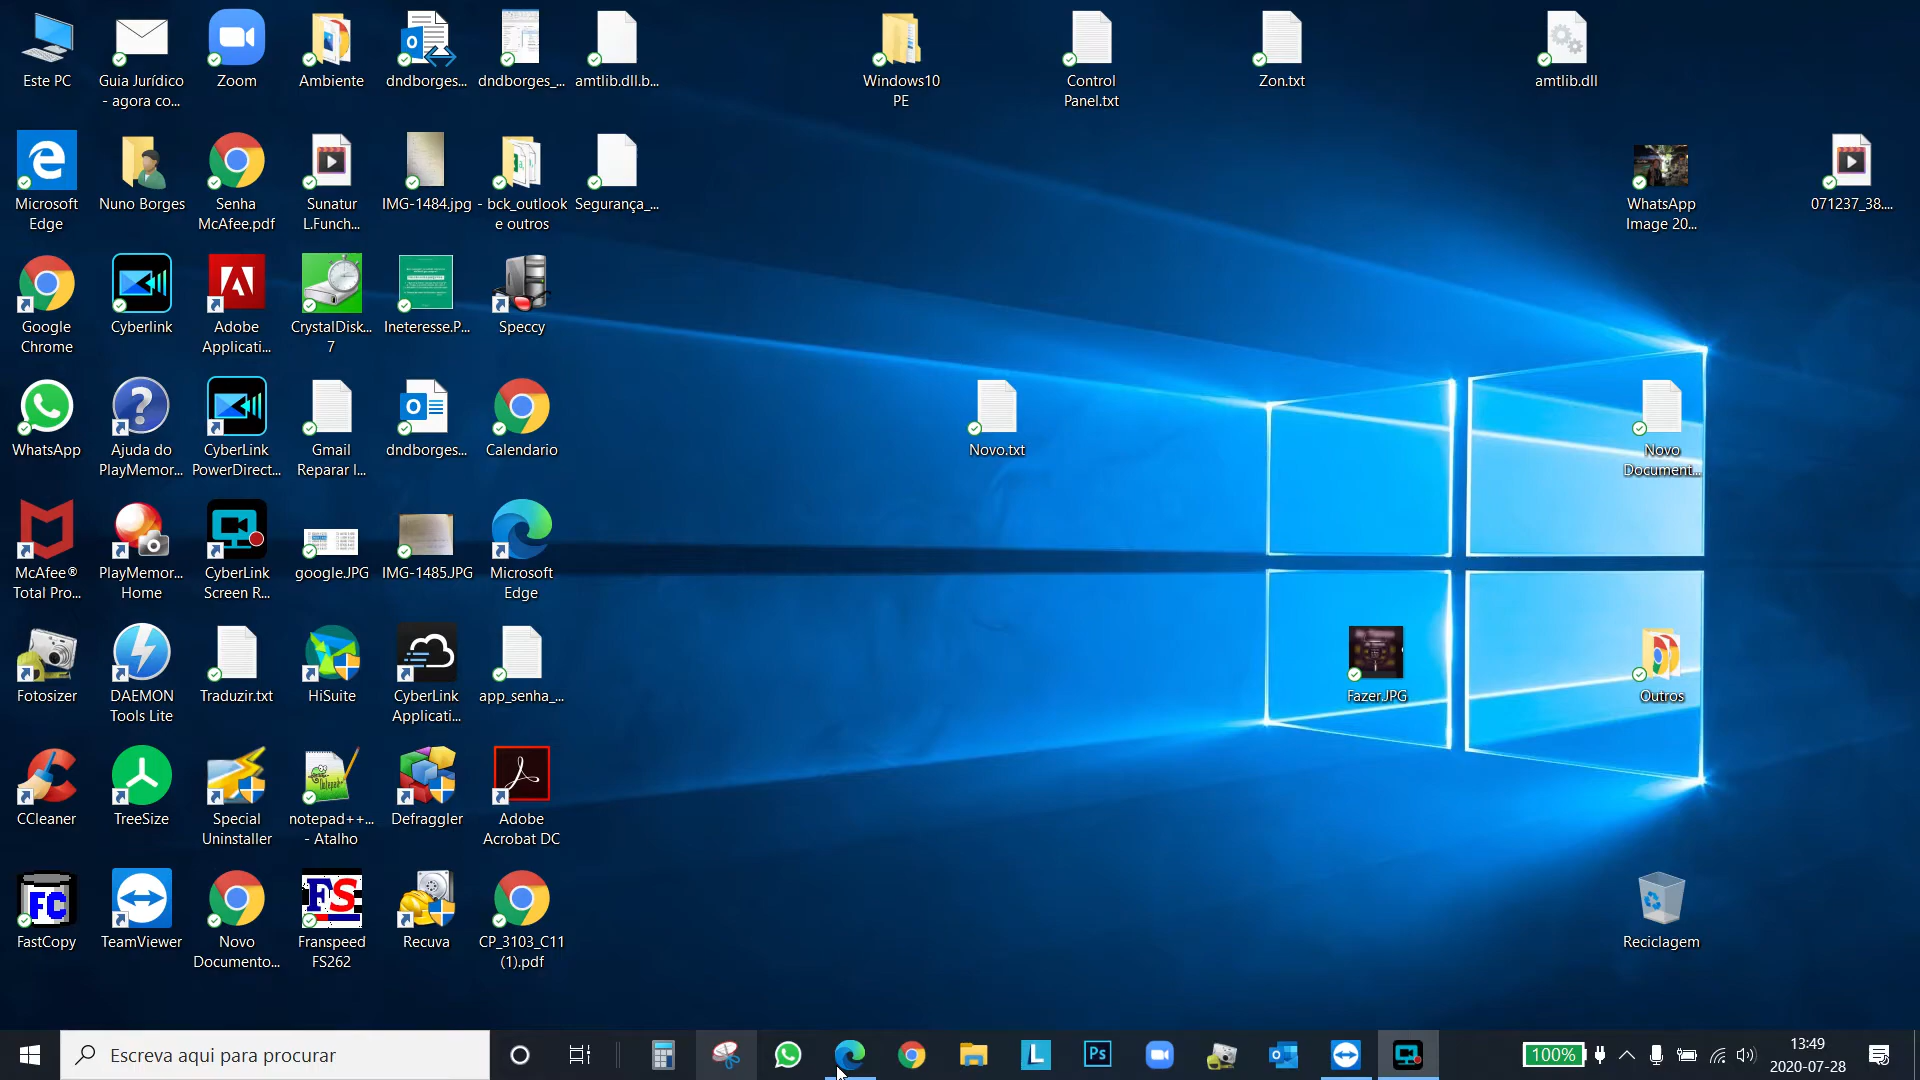 Este PC
Guia Jurídico
- agora co...
Zoom
Ambiente
dndborges...
dndborges_...
amtlib.dll.b...
Windows10
PE
Control
Panel.txt
Zon.txt
amtlib.dll
Microsoft
Edge
Nuno Borges
Senha
McAfee.pdf
Sunatur
L.Funch...
IMG-1484.jpg
- bck_outlook
e outros
Segurança_...
WhatsApp
Image 20...
071237_38....
Google
Chrome
Cyberlink
Adobe
Applicati...
CrystalDisk...
7
Ineteresse.P...
Speccy
WhatsApp
Ajuda do
PlayMemor...
CyberLink
PowerDirect...
Gmail
Reparar I...
dndborges...
Calendario
Novo.txt
Novo
Document...
McAfee®
Total Pro...
PlayMemor...
Home
CyberLink
Screen R...
google.JPG
IMG-1485.JPG
Microsoft
Edge
Fotosizer
DAEMON
Tools Lite
Traduzir.txt
HiSuite
CyberLink
Applicati...
app_senha_...
Fazer.JPG
Outros
CCleaner
TreeSize
Special
Uninstaller
notepad++...
- Atalho
Defraggler
Adobe
Acrobat DC
FC
FastCopy
TeamViewer
Novo
Documento...
FS
Franspeed
FS262
Recuva
CP_3103_C11
(1).pdf
Reciclagem
Escreva aqui para procurar
L
Ps
100%
13:49
2020-07-28